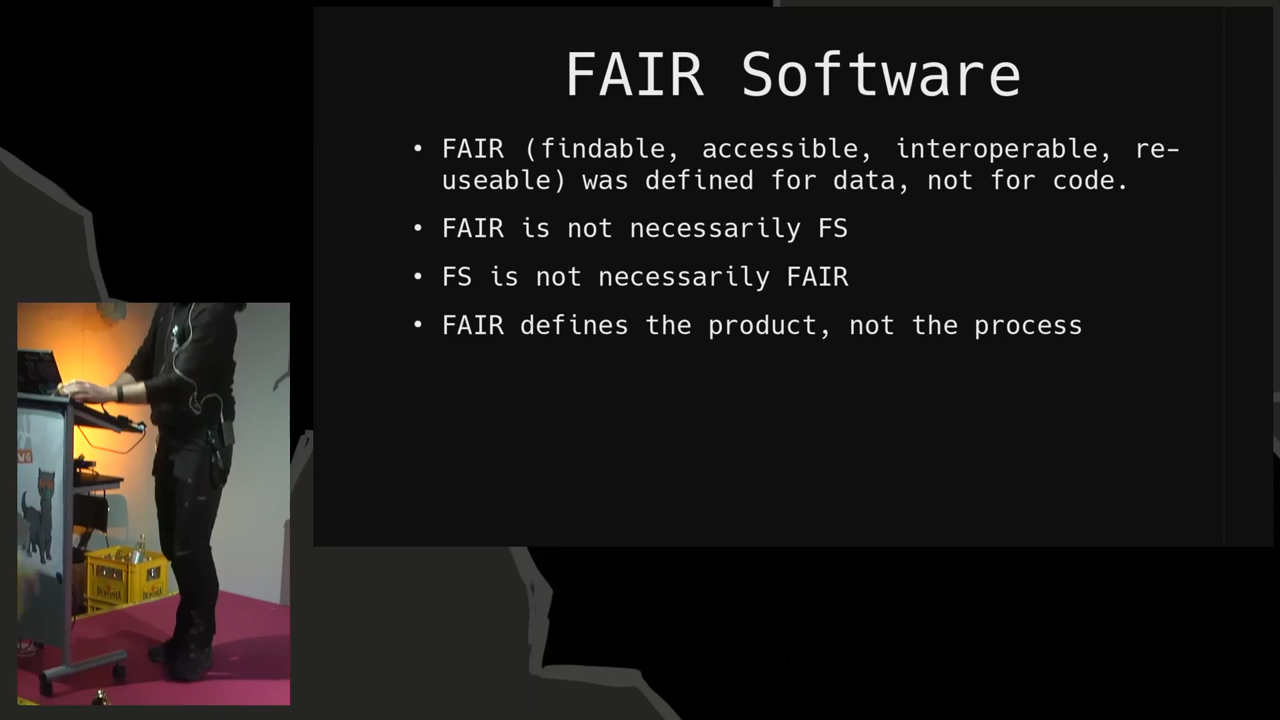 FAIR Software
• FAIR (findable, accessible, interoperable, re-
useable) was defined for data, not for code.
• FAIR is not necessarily FS
• FS is not necessarily FAIR
• FAIR defines the product, not the process